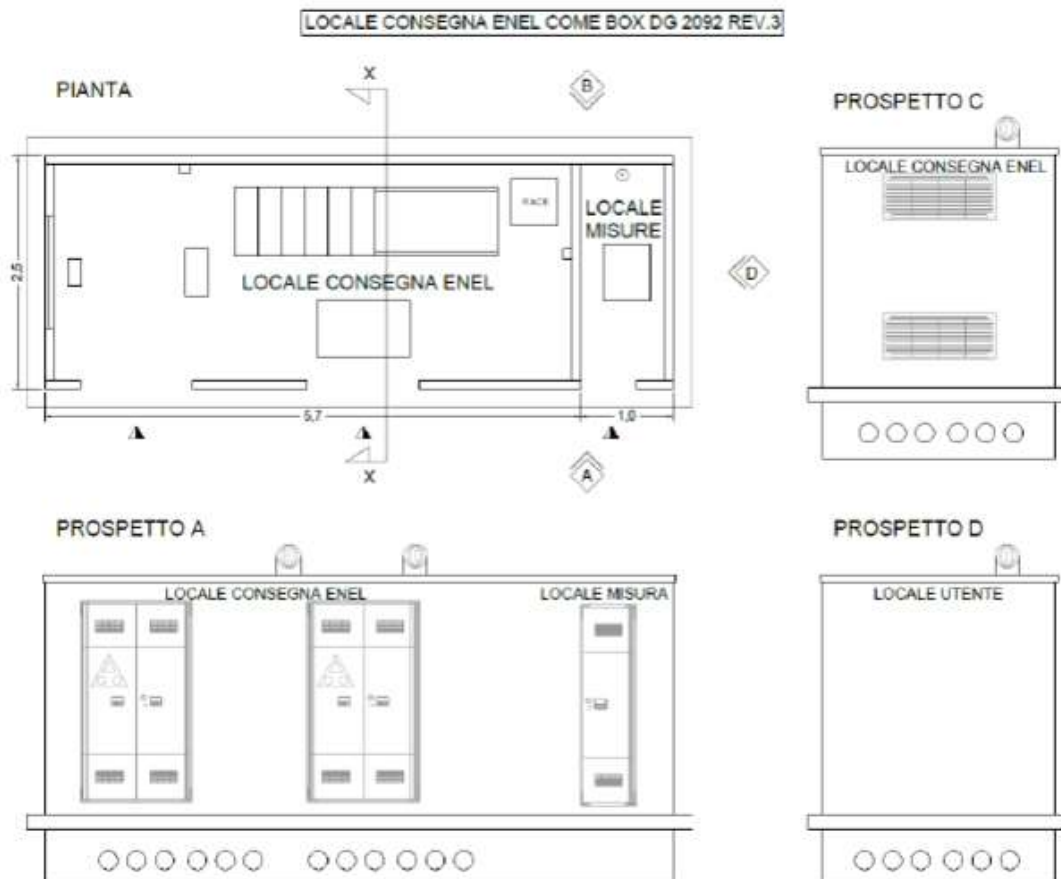 LOCALE CONSEGNA ENEL COME BOX DG 2092 REV.3
PIANTA
X
B
PROSPETTO C
LOCALE CONSEGNA ENEL
RACK
LOCALE
MISURE
2,5
LOCALE CONSEGNA ENEL
D
5,7
1,0
X
A
PROSPETTO A
PROSPETTO D
LOCALE CONSEGNA ENEL
LOCALE MISURA
LOCALE UTENTE